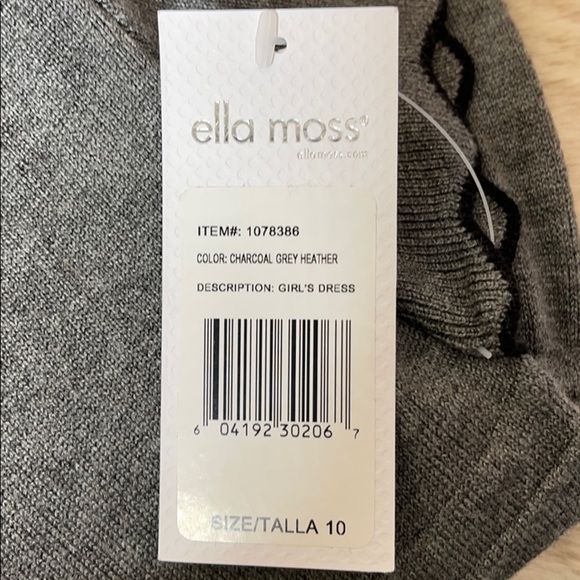 ella moss®
ellamoss.com
ITEM#: 1078386
COLOR: CHARCOAL GREY HEATHER
DESCRIPTION: GIRL'S DRESS
6 04192 30206 7
SIZE/TALLA 10